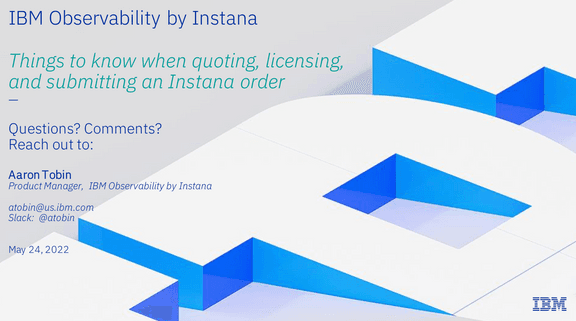 IBM Observability by Instana
Things to know when quoting, licensing,
and submitting an Instana order
Questions? Comments?
Reach out to:
Aaron Tobin
Product Manager, IBM Observability by Instana
atobin@us.ibm.com
Slack: @atobin
May 24, 2022
IBM